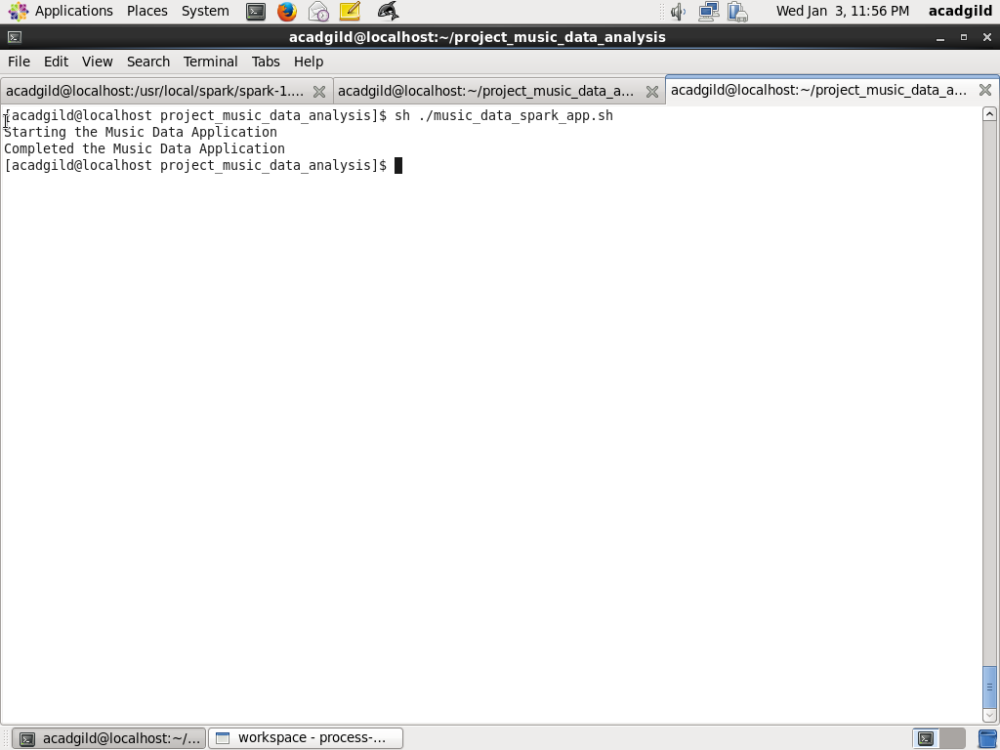 Applications Places System Wed Jan 3, 11:56 PM acadgild
acadgild@localhost:~/project_music_data_analysis
File Edit View Search Terminal Tabs Help
acadgild@localhost:/usr/local/spark/spark-1.... acadgild@localhost:~/project_music_data_a... acadgild@localhost:~/project_music_data_a...
[acadgild@localhost project_music_data_analysis]$ sh ./music_data_spark_app.sh
Starting the Music Data Application
Completed the Music Data Application
[acadgild@localhost project_music_data_analysis]$
acadgild@localhost:~/... workspace - process-...